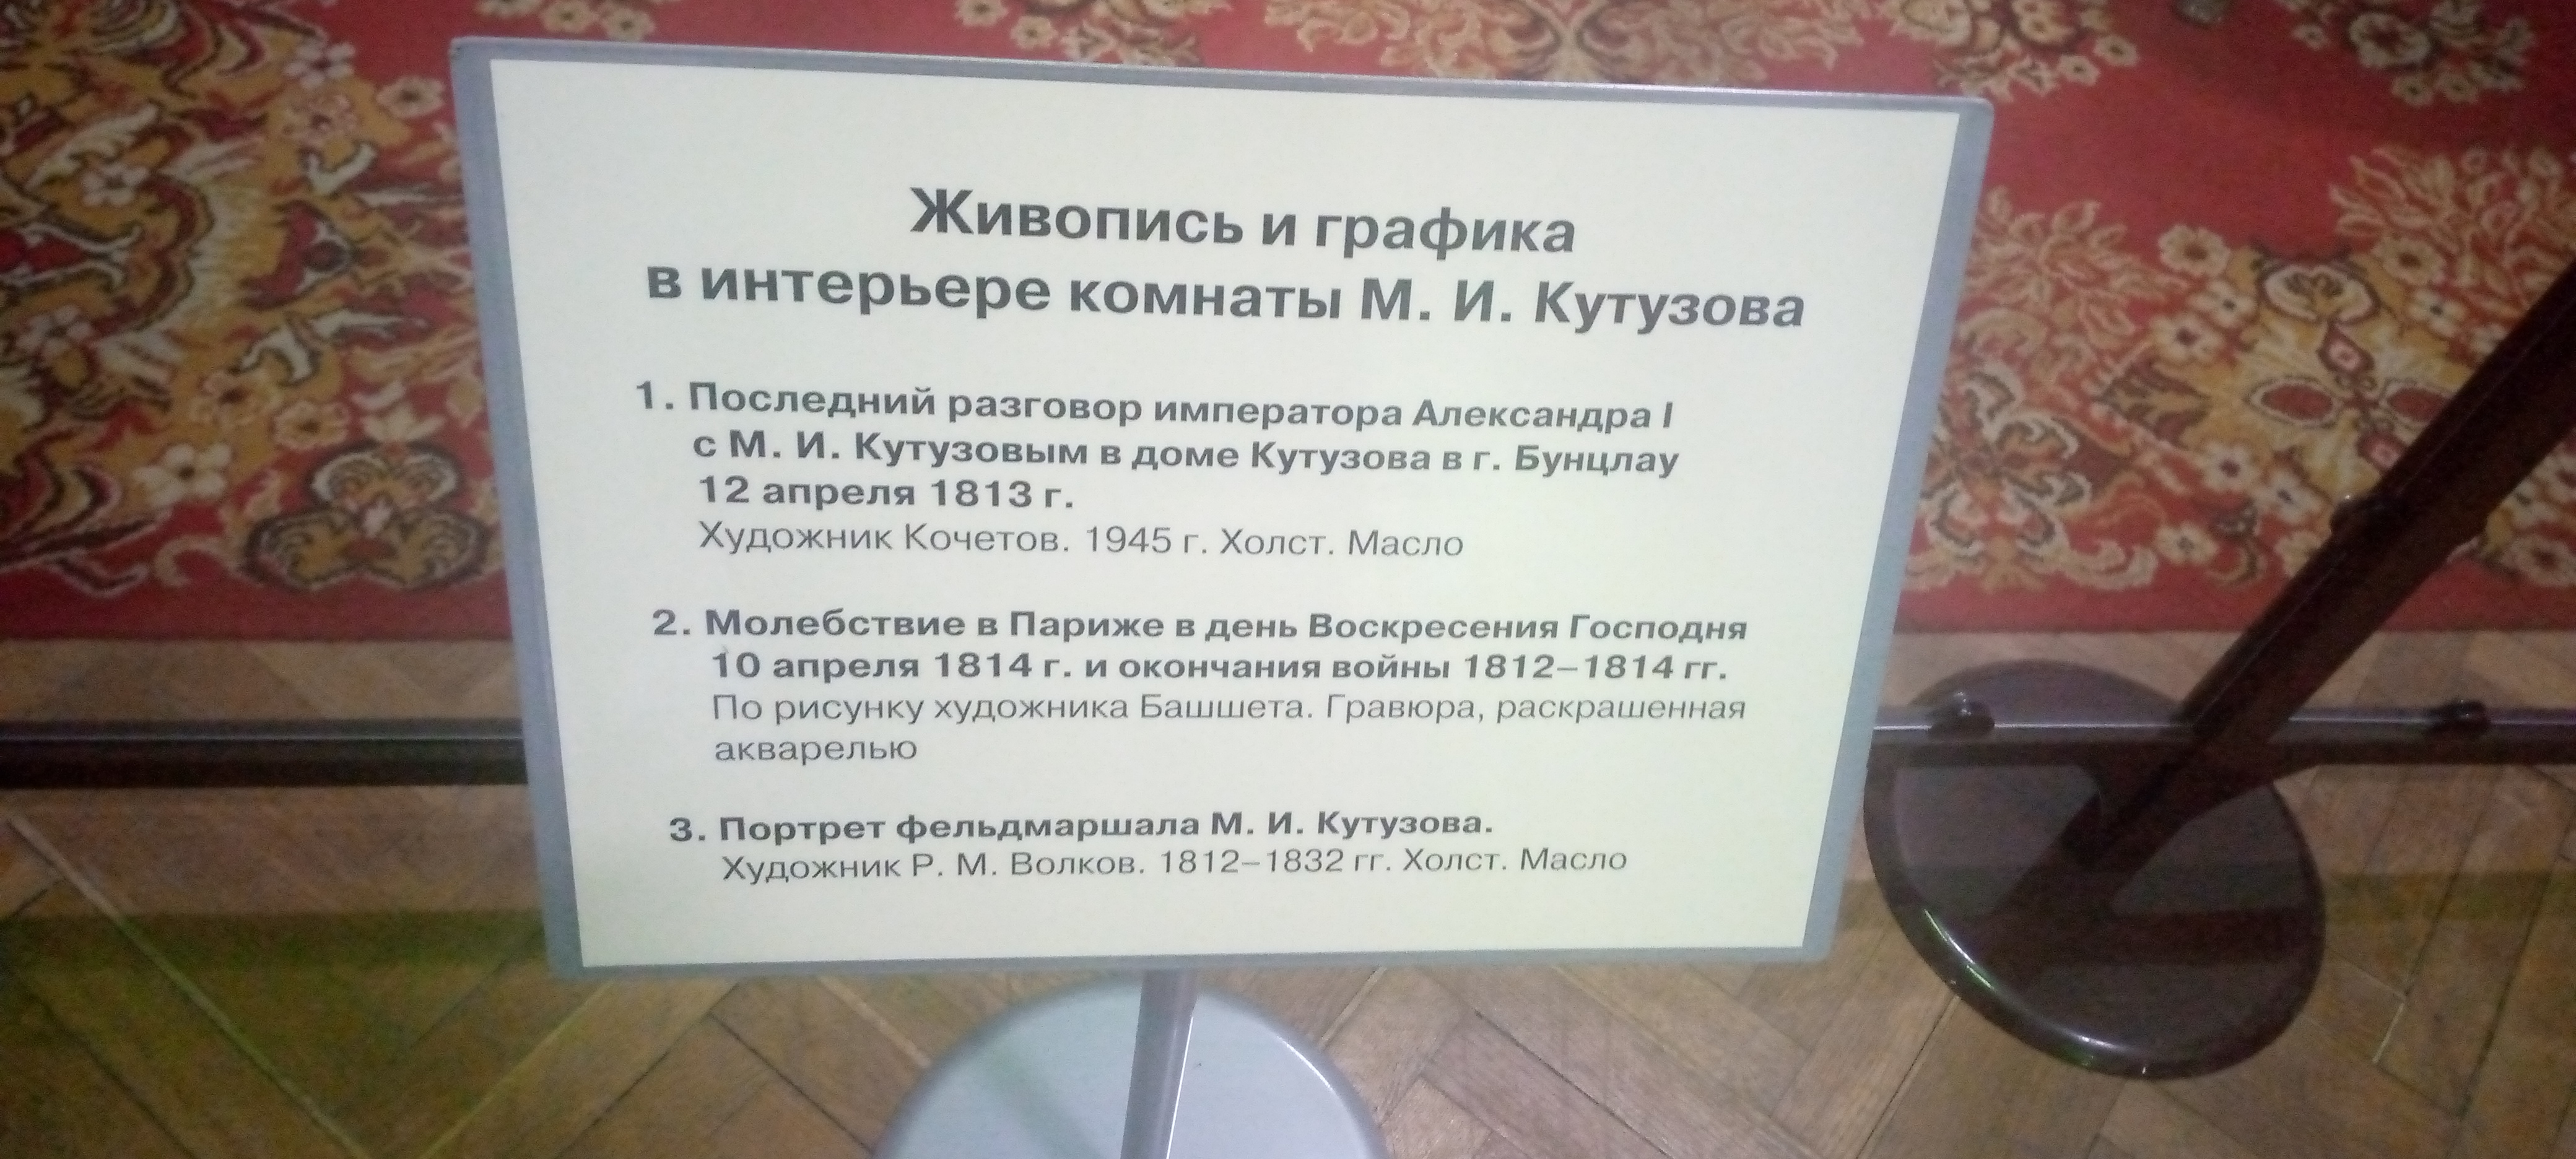 Живопись и графика
в интерьере комнаты М. И. Кутузова
1. Последний разговор императора Александра I
с М. И. Кутузовым в доме Кутузова в г. Бунцлау
12 апреля 1813 г.
Художник Кочетов. 1945 г. Холст. Масло
2. Молебствие в Париже в день Воскресения Господня
10 апреля 1814 г. и окончания войны 1812–1814 гг.
По рисунку художника Башшета. Гравюра, раскрашенная
акварелью
3. Портрет фельдмаршала М. И. Кутузова.
Художник Р. М. Волков. 1812–1832 гг. Холст. Масло